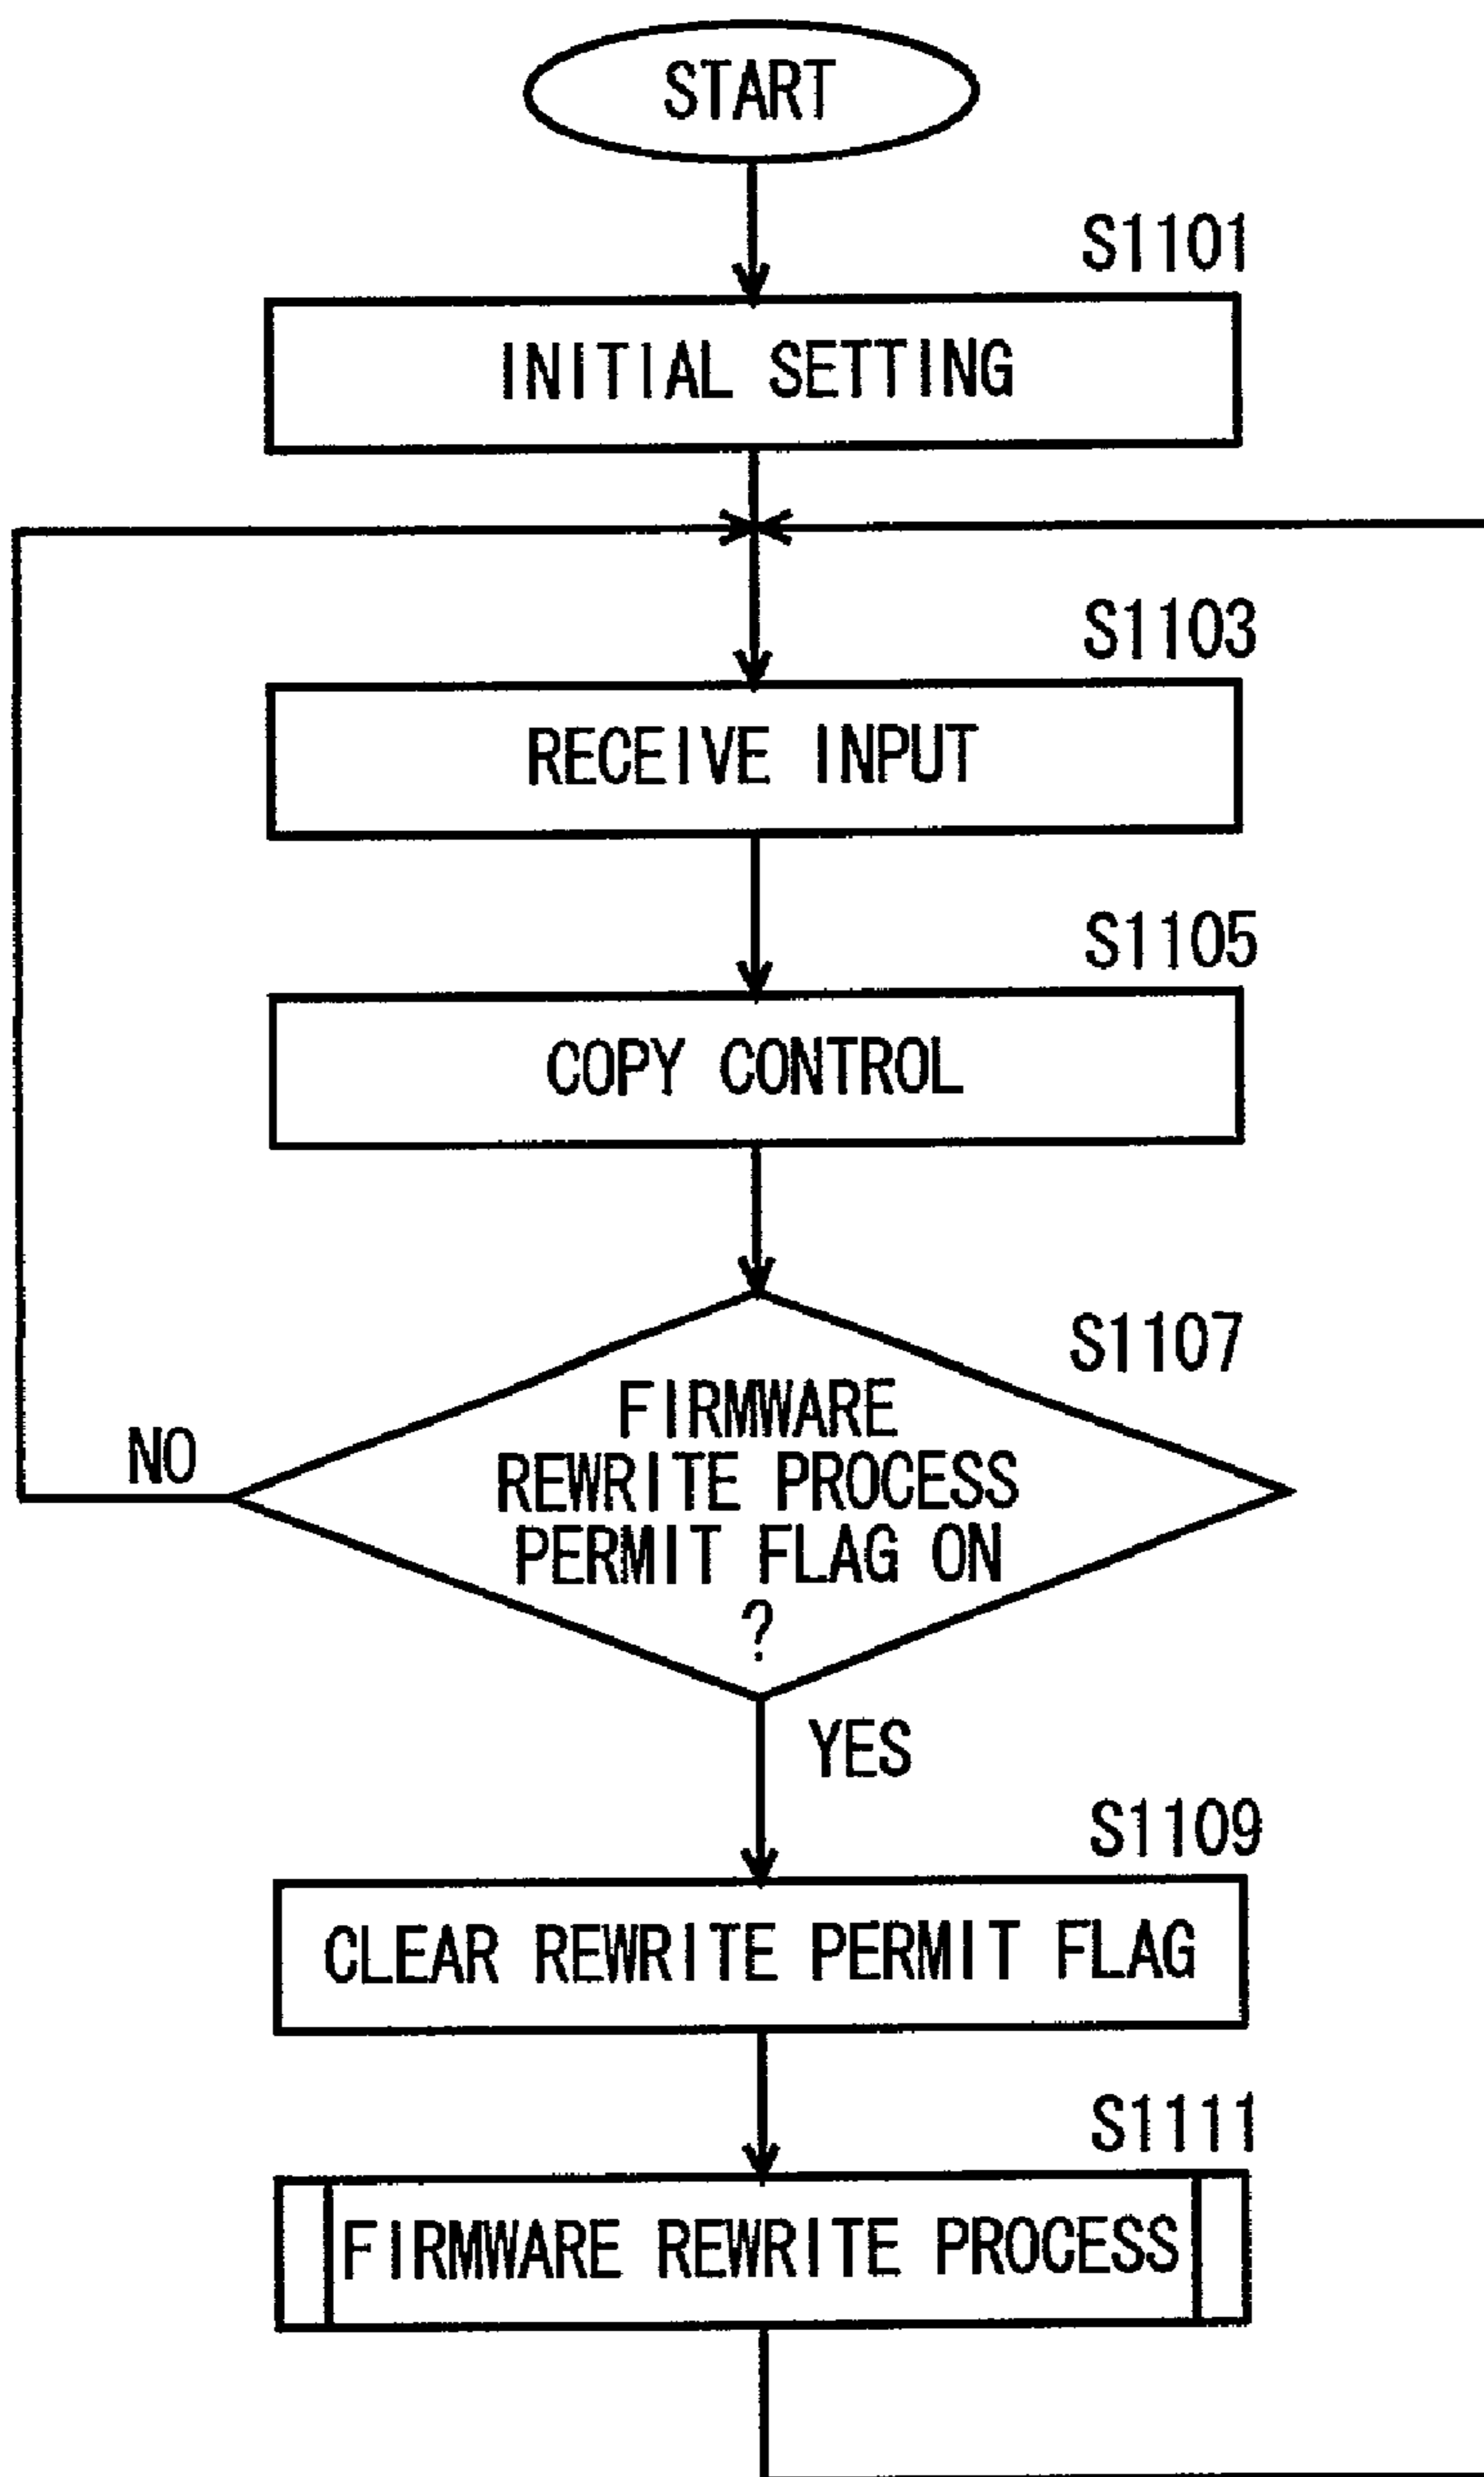 START
S1101
INITIAL SETTING
S1103
RECEIVE INPUT
S1105
COPY CONTROL
S1107
FIRMWARE
REWRITE PROCESS
PERMIT FLAG ON
?
NO
YES
S1109
CLEAR REWRITE PERMIT FLAG
S1111
FIRMWARE REWRITE PROCESS